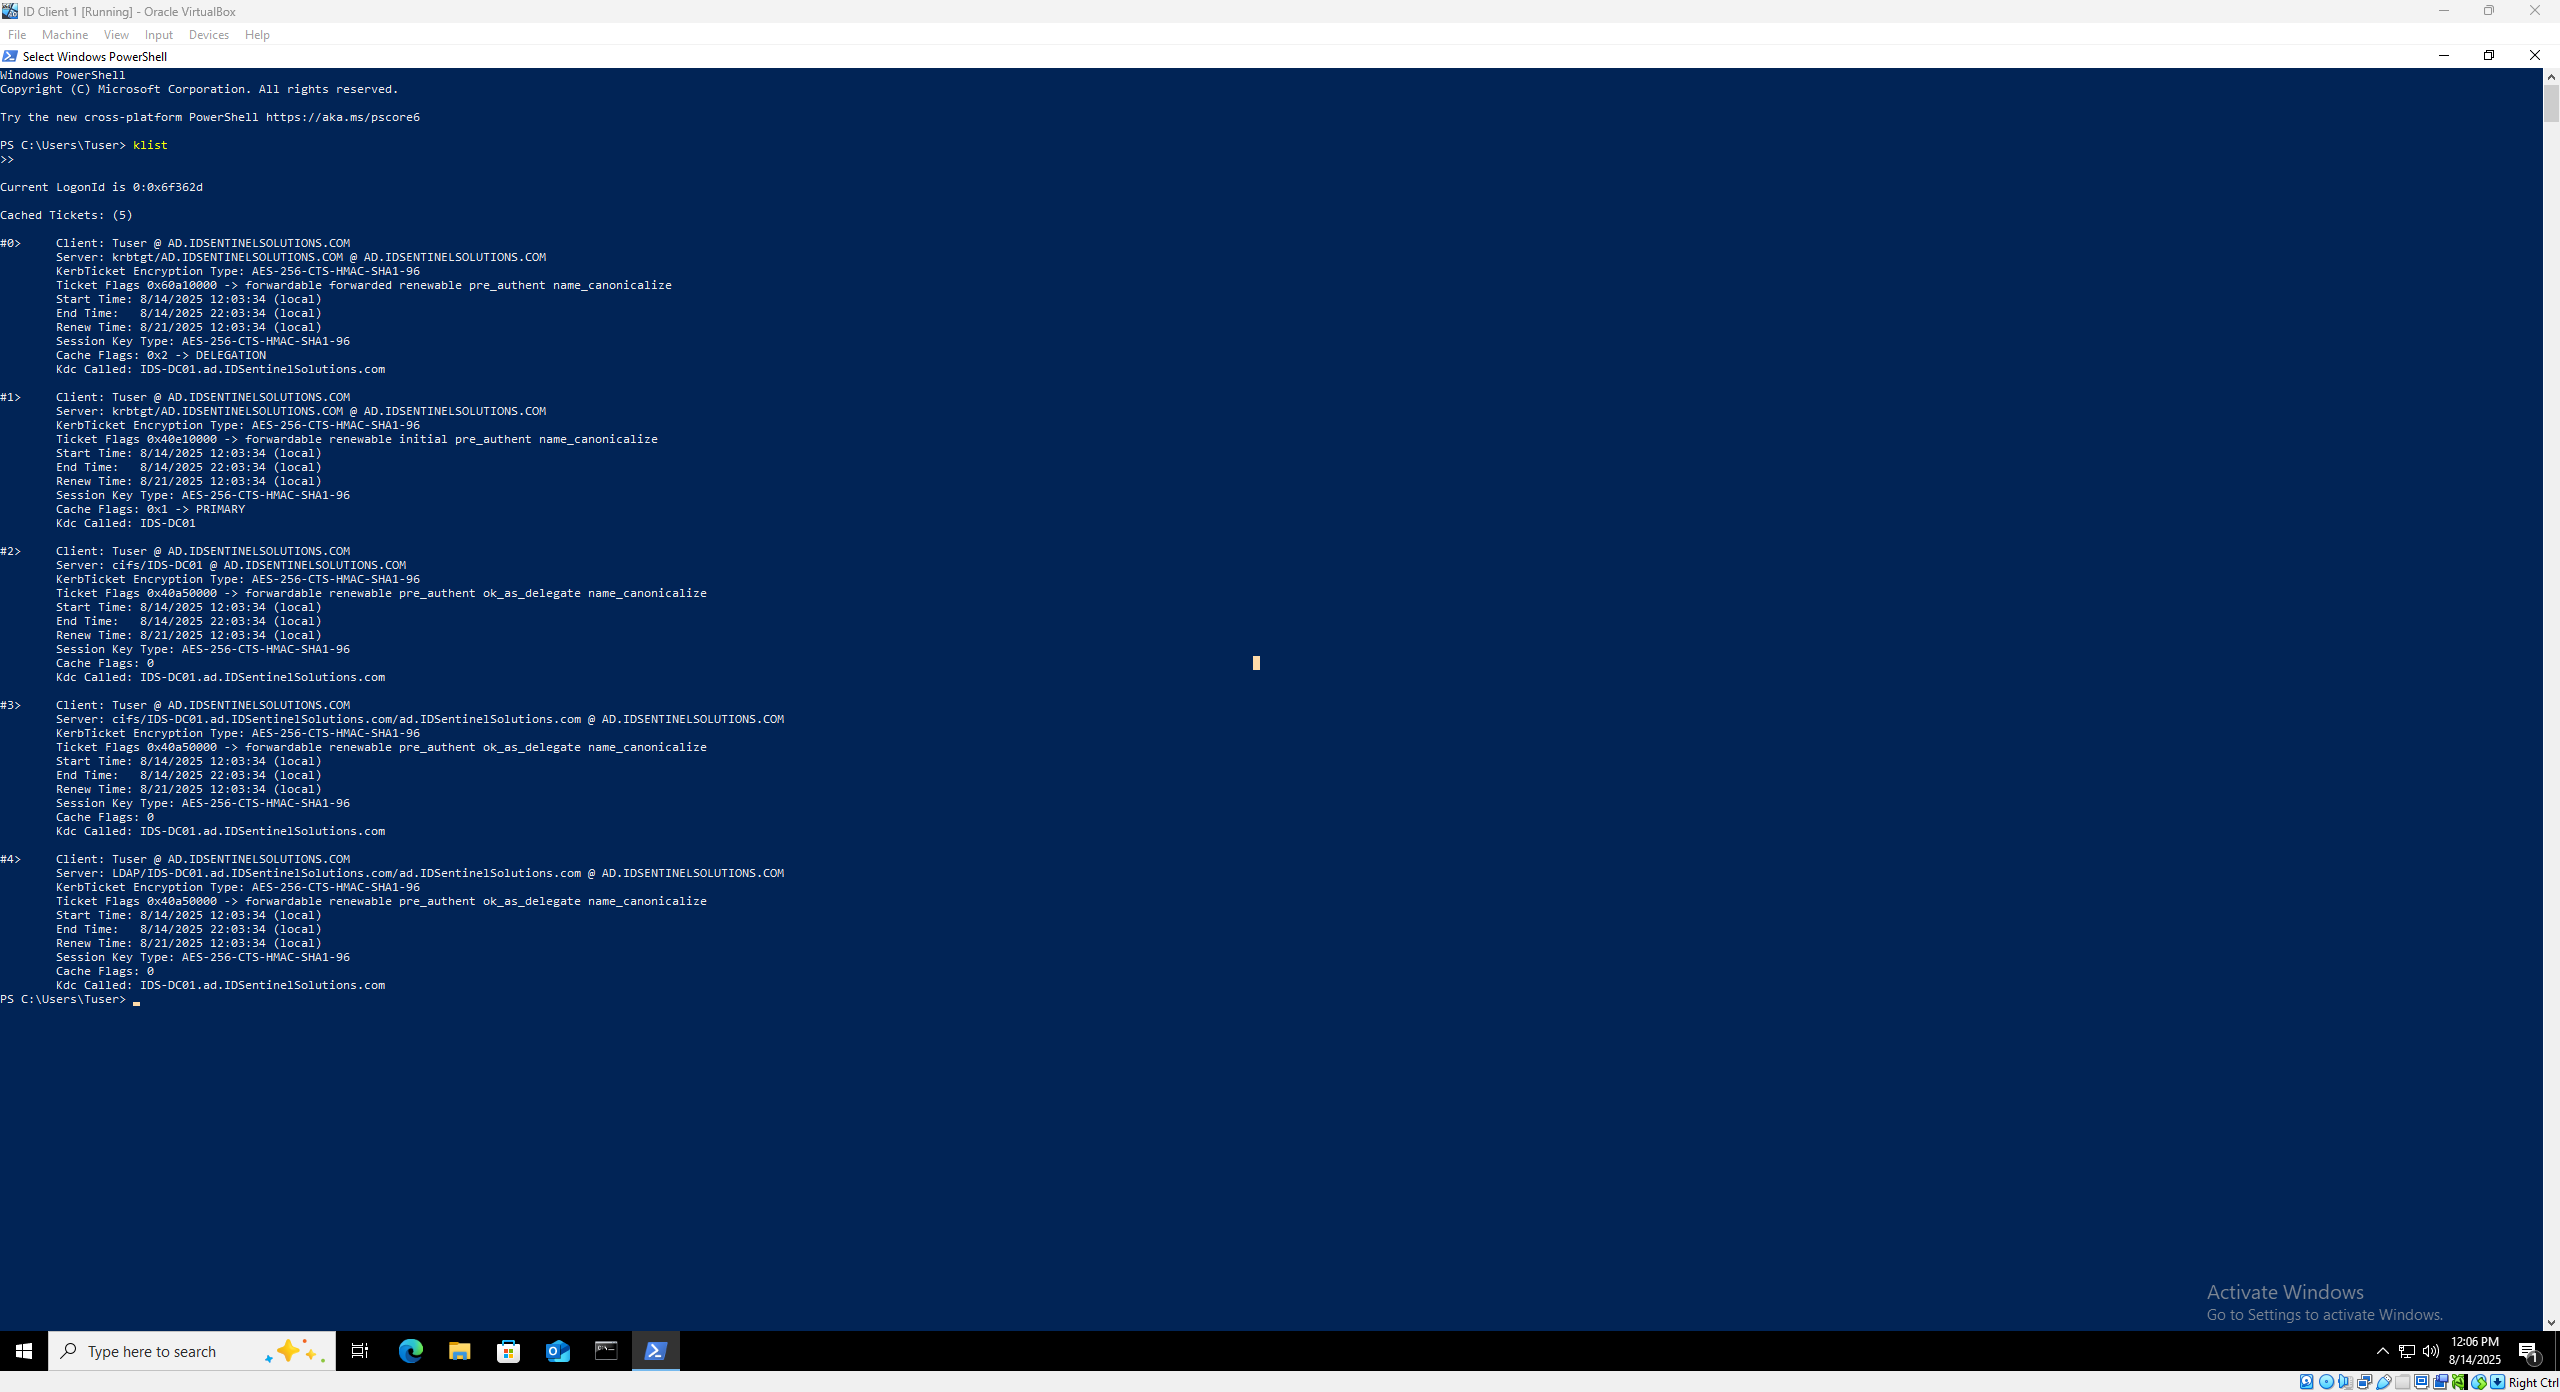 ID Client 1 [Running] - Oracle VirtualBox
File Machine View Input Devices Help
Select Windows PowerShell
Windows PowerShell
Copyright (C) Microsoft Corporation. All rights reserved.
Try the new cross-platform PowerShell https://aka.ms/pscore6
PS C:\Users\Tuser> klist
>>
Current LogonId is 0:0x6f362d
Cached Tickets: (5)
#0> Client: Tuser @ AD.IDSENTINELSOLUTIONS.COM
Server: krbtgt/AD.IDSENTINELSOLUTIONS.COM @ AD.IDSENTINELSOLUTIONS.COM
KerbTicket Encryption Type: AES-256-CTS-HMAC-SHA1-96
Ticket Flags 0x60a10000 -> forwardable forwarded renewable pre_authent name_canonicalize
Start Time: 8/14/2025 12:03:34 (local)
End Time: 8/14/2025 22:03:34 (local)
Renew Time: 8/21/2025 12:03:34 (local)
Session Key Type: AES-256-CTS-HMAC-SHA1-96
Cache Flags: 0x2 -> DELEGATION
Kdc Called: IDS-DC01.ad.IDSentinelSolutions.com
#1> Client: Tuser @ AD.IDSENTINELSOLUTIONS.COM
Server: krbtgt/AD.IDSENTINELSOLUTIONS.COM @ AD.IDSENTINELSOLUTIONS.COM
KerbTicket Encryption Type: AES-256-CTS-HMAC-SHA1-96
Ticket Flags 0x40e10000 -> forwardable renewable initial pre_authent name_canonicalize
Start Time: 8/14/2025 12:03:34 (local)
End Time: 8/14/2025 22:03:34 (local)
Renew Time: 8/21/2025 12:03:34 (local)
Session Key Type: AES-256-CTS-HMAC-SHA1-96
Cache Flags: 0x1 -> PRIMARY
Kdc Called: IDS-DC01
#2> Client: Tuser @ AD.IDSENTINELSOLUTIONS.COM
Server: cifs/IDS-DC01 @ AD.IDSENTINELSOLUTIONS.COM
KerbTicket Encryption Type: AES-256-CTS-HMAC-SHA1-96
Ticket Flags 0x40a50000 -> forwardable renewable pre_authent ok_as_delegate name_canonicalize
Start Time: 8/14/2025 12:03:34 (local)
End Time: 8/14/2025 22:03:34 (local)
Renew Time: 8/21/2025 12:03:34 (local)
Session Key Type: AES-256-CTS-HMAC-SHA1-96
Cache Flags: 0
Kdc Called: IDS-DC01.ad.IDSentinelSolutions.com
#3> Client: Tuser @ AD.IDSENTINELSOLUTIONS.COM
Server: cifs/IDS-DC01.ad.IDSentinelSolutions.com/ad.IDSentinelSolutions.com @ AD.IDSENTINELSOLUTIONS.COM
KerbTicket Encryption Type: AES-256-CTS-HMAC-SHA1-96
Ticket Flags 0x40a50000 -> forwardable renewable pre_authent ok_as_delegate name_canonicalize
Start Time: 8/14/2025 12:03:34 (local)
End Time: 8/14/2025 22:03:34 (local)
Renew Time: 8/21/2025 12:03:34 (local)
Session Key Type: AES-256-CTS-HMAC-SHA1-96
Cache Flags: 0
Kdc Called: IDS-DC01.ad.IDSentinelSolutions.com
#4> Client: Tuser @ AD.IDSENTINELSOLUTIONS.COM
Server: LDAP/IDS-DC01.ad.IDSentinelSolutions.com/ad.IDSentinelSolutions.com @ AD.IDSENTINELSOLUTIONS.COM
KerbTicket Encryption Type: AES-256-CTS-HMAC-SHA1-96
Ticket Flags 0x40a50000 -> forwardable renewable pre_authent ok_as_delegate name_canonicalize
Start Time: 8/14/2025 12:03:34 (local)
End Time: 8/14/2025 22:03:34 (local)
Renew Time: 8/21/2025 12:03:34 (local)
Session Key Type: AES-256-CTS-HMAC-SHA1-96
Cache Flags: 0
Kdc Called: IDS-DC01.ad.IDSentinelSolutions.com
PS C:\Users\Tuser>
Activate Windows
Go to Settings to activate Windows.
Type here to search
12:06 PM
8/14/2025
1
Right Ctrl